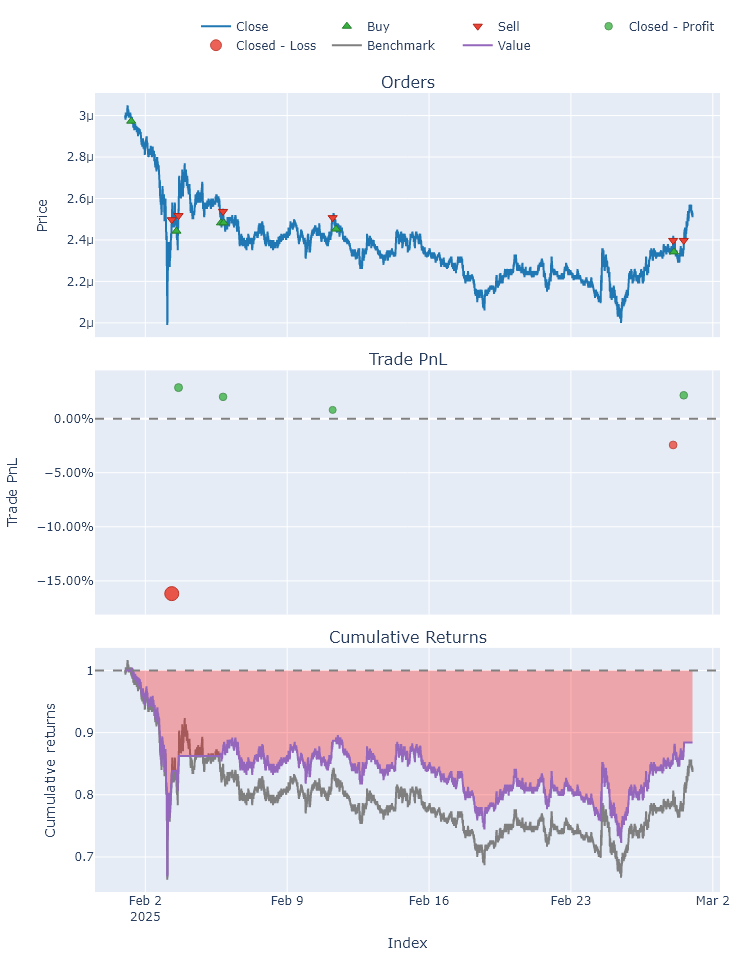 Close Buy Sell Closed - Profit
Closed - Loss Benchmark Value
Orders
3μ
2.8μ
2.6μ
2.4μ
2.2μ
2μ
Price
Trade PnL
0.00%
−5.00%
−10.00%
−15.00%
Trade PnL
Cumulative Returns
1
0.9
0.8
0.7
Cumulative returns
Feb 2 Feb 9 Feb 16 Feb 23 Mar 2
2025
Index